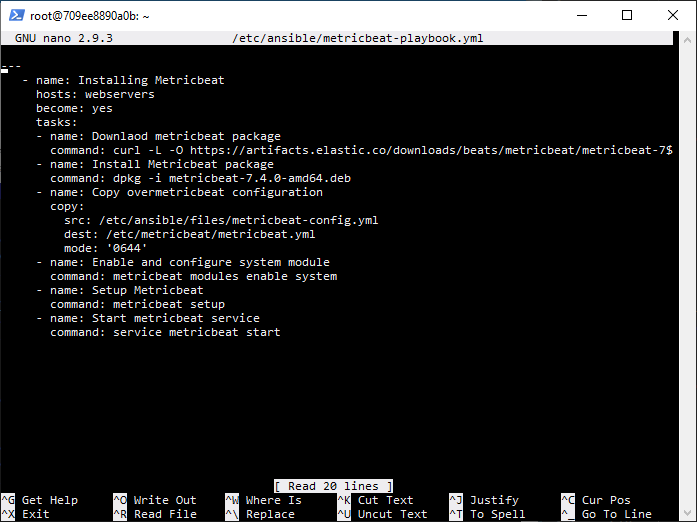 root@709ee8890a0b: ~
GNU nano 2.9.3 /etc/ansible/metricbeat-playbook.yml
---
   - name: Installing Metricbeat
     hosts: webservers
     become: yes
     tasks:
     - name: Downlaod metricbeat package
       command: curl -L -O https://artifacts.elastic.co/downloads/beats/metricbeat/metricbeat-7$
     - name: Install Metricbeat package
       command: dpkg -i metricbeat-7.4.0-amd64.deb
     - name: Copy overmetricbeat configuration
       copy:
         src: /etc/ansible/files/metricbeat-config.yml
         dest: /etc/metricbeat/metricbeat.yml
         mode: '0644'
     - name: Enable and configure system module
       command: metricbeat modules enable system
     - name: Setup Metricbeat
       command: metricbeat setup
     - name: Start metricbeat service
       command: service metricbeat start
[ Read 20 lines ]
^G Get Help ^O Write Out ^W Where Is ^K Cut Text ^J Justify ^C Cur Pos
^X Exit ^R Read File ^\ Replace ^U Uncut Text ^T To Spell ^_ Go To Line